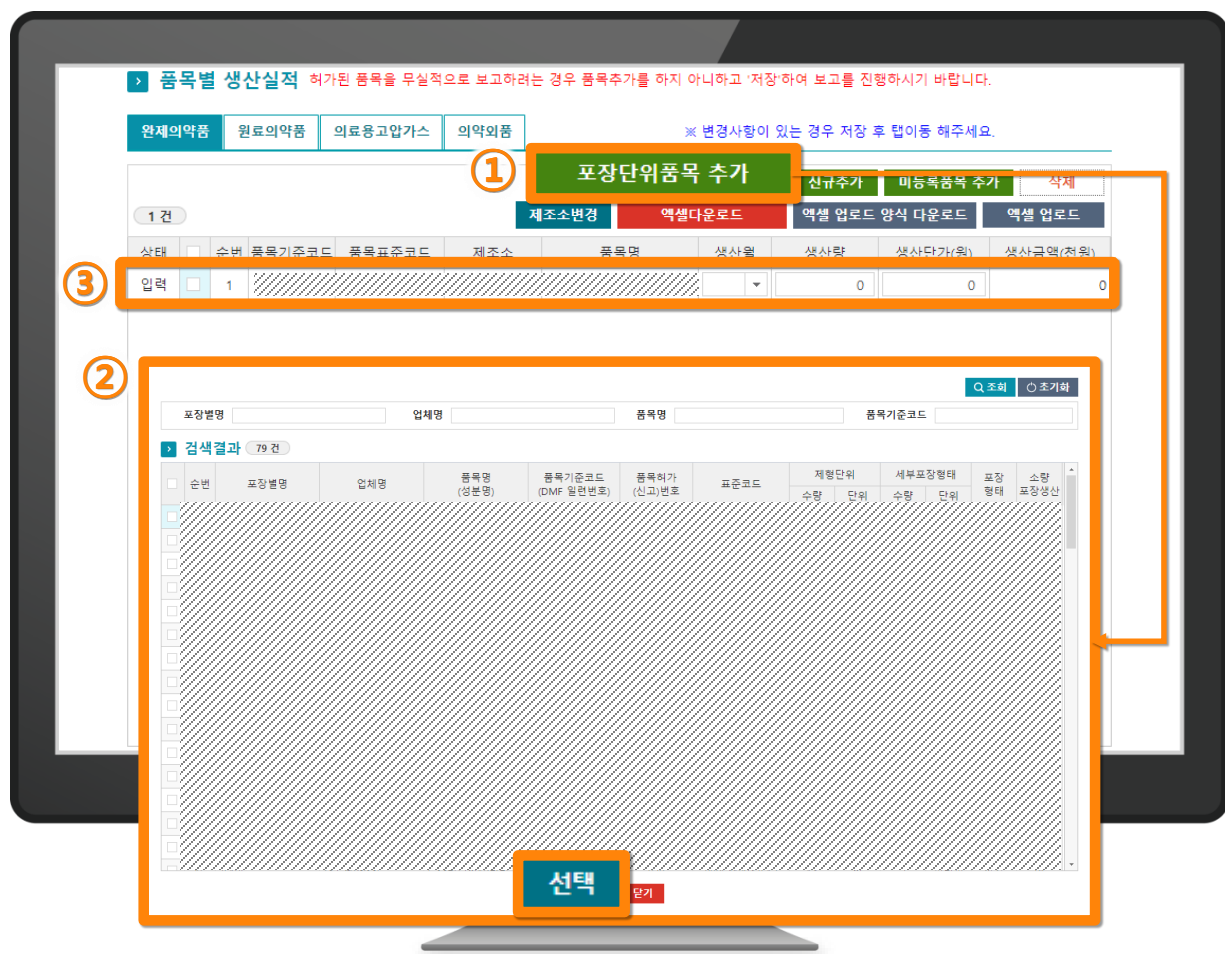 품목별 생산실적 허가된 품목을 무실적으로 보고하려는 경우 품목추가를 하지 아니하고 '저장'하여 보고를 진행하시기 바랍니다.
완제의약품 원료의약품 의료용고압가스 의약외품 ※ 변경사항이 있는 경우 저장 후 탭이동 해주세요.
① 포장단위품목 추가 신규추가 미등록품목 추가 삭제
1 건 제조소변경 엑셀다운로드 엑셀 업로드 양식 다운로드 엑셀 업로드
상태 순번 품목기준코드 품목표준코드 제조소 품목명 생산월 생산량 생산단가(원) 생산금액(천원)
③ 입력 1 0 0 0
②
조회 초기화
포장별명 업체명 품목명 품목기준코드
검색결과 79 건
순번 포장별명 업체명 품목명 (성분명) 품목기준코드 (DMF 일련번호) 품목허가 (신고)번호 표준코드 제형단위 세부포장형태 포장 형태 소량 포장생산
수량 단위 수량 단위
선택 닫기